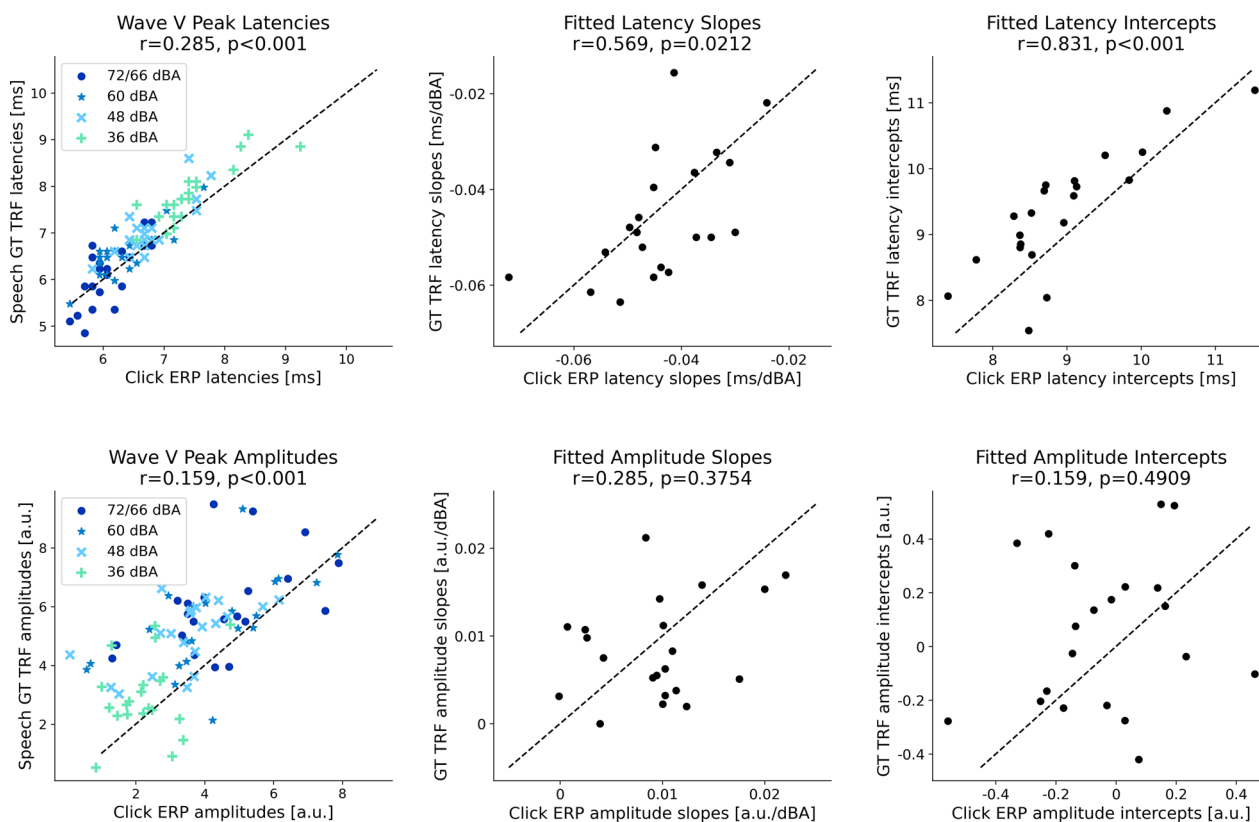 Wave V Peak Latencies
r=0.285, p<0.001
Speech GT TRF latencies [ms]
10
9
8
7
6
5
72/66 dBA
60 dBA
48 dBA
36 dBA
6
7
8
9
10
Click ERP latencies [ms]
Fitted Latency Slopes
r=0.569, p=0.0212
GT TRF latency slopes [ms/dBA]
-0.02
-0.04
-0.06
-0.06
-0.04
-0.02
Click ERP latency slopes [ms/dBA]
Fitted Latency Intercepts
r=0.831, p<0.001
GT TRF latency intercepts [ms]
11
10
9
8
8
9
10
11
Click ERP latency intercepts [ms]
Wave V Peak Amplitudes
r=0.159, p<0.001
Speech GT TRF amplitudes [a.u.]
8
6
4
2
72/66 dBA
60 dBA
48 dBA
36 dBA
2
4
6
8
Click ERP amplitudes [a.u.]
Fitted Amplitude Slopes
r=0.285, p=0.3754
GT TRF amplitude slopes [a.u./dBA]
0.02
0.01
0
0
0.01
0.02
Click ERP amplitude slopes [a.u./dBA]
Fitted Amplitude Intercepts
r=0.159, p=0.4909
GT TRF amplitude intercepts [a.u.]
0.4
0.2
0
-0.2
-0.4
-0.4
-0.2
0
0.2
0.4
Click ERP amplitude intercepts [a.u.]